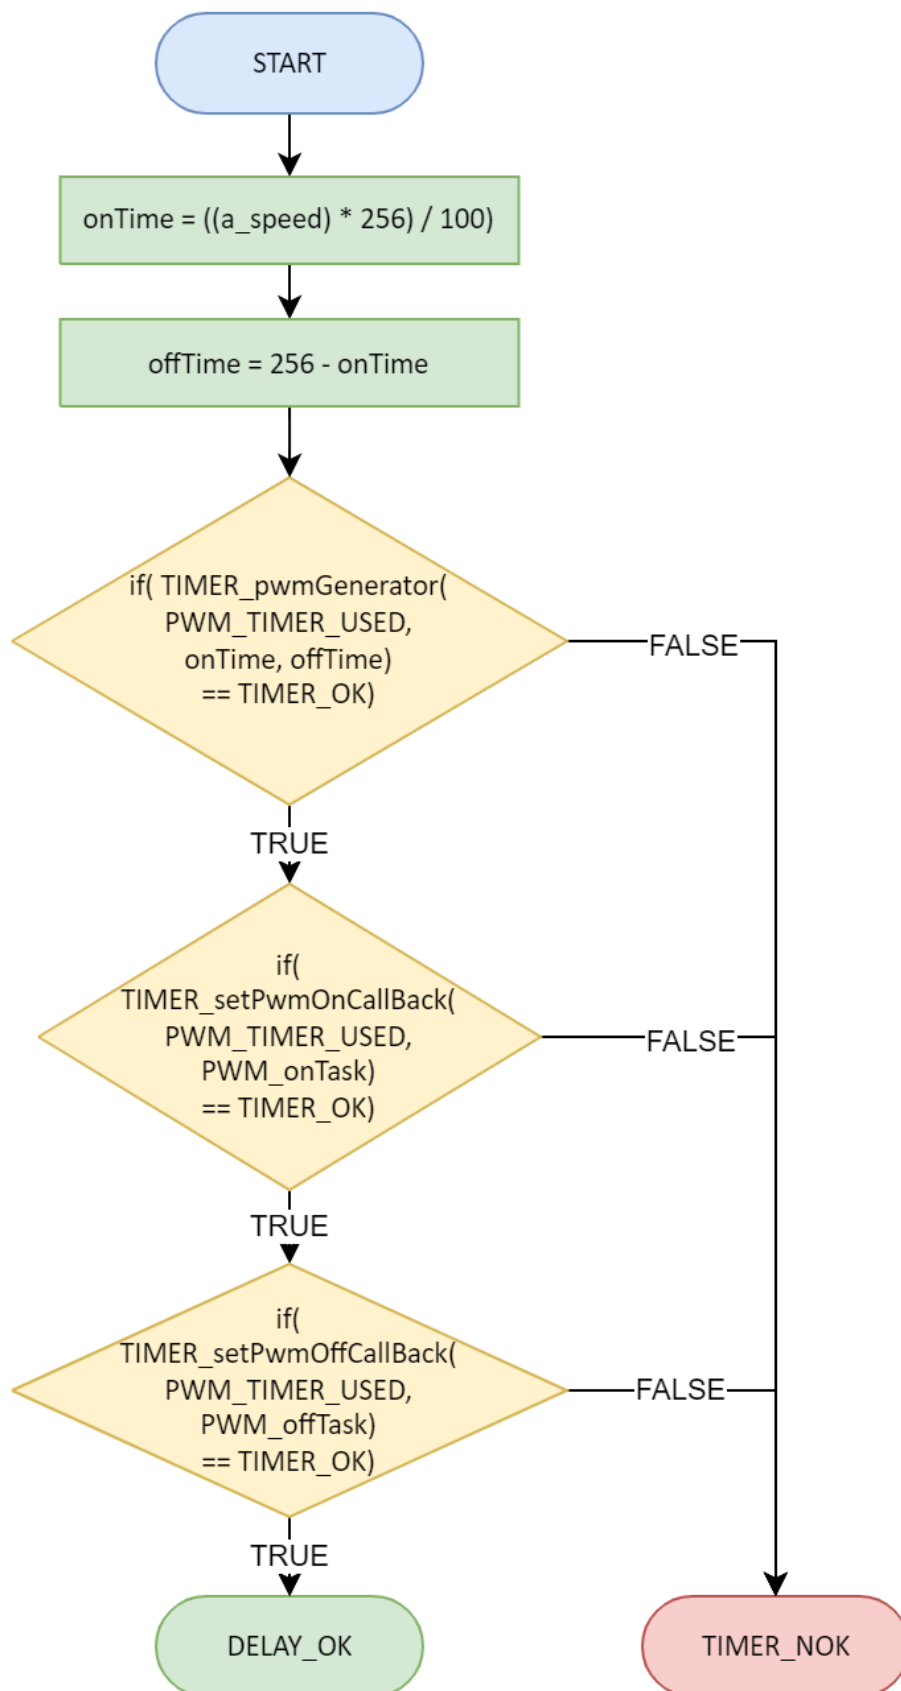 START
onTime = ((a_speed) * 256) / 100)
offTime = 256 - onTime
if( TIMER_pwmGenerator(
PWM_TIMER_USED,
onTime, offTime)
== TIMER_OK)
FALSE
TRUE
if(
TIMER_setPwmOnCallBack(
PWM_TIMER_USED,
PWM_onTask)
== TIMER_OK)
FALSE
TRUE
if(
TIMER_setPwmOffCallBack(
PWM_TIMER_USED,
PWM_offTask)
== TIMER_OK)
FALSE
TRUE
DELAY_OK
TIMER_NOK